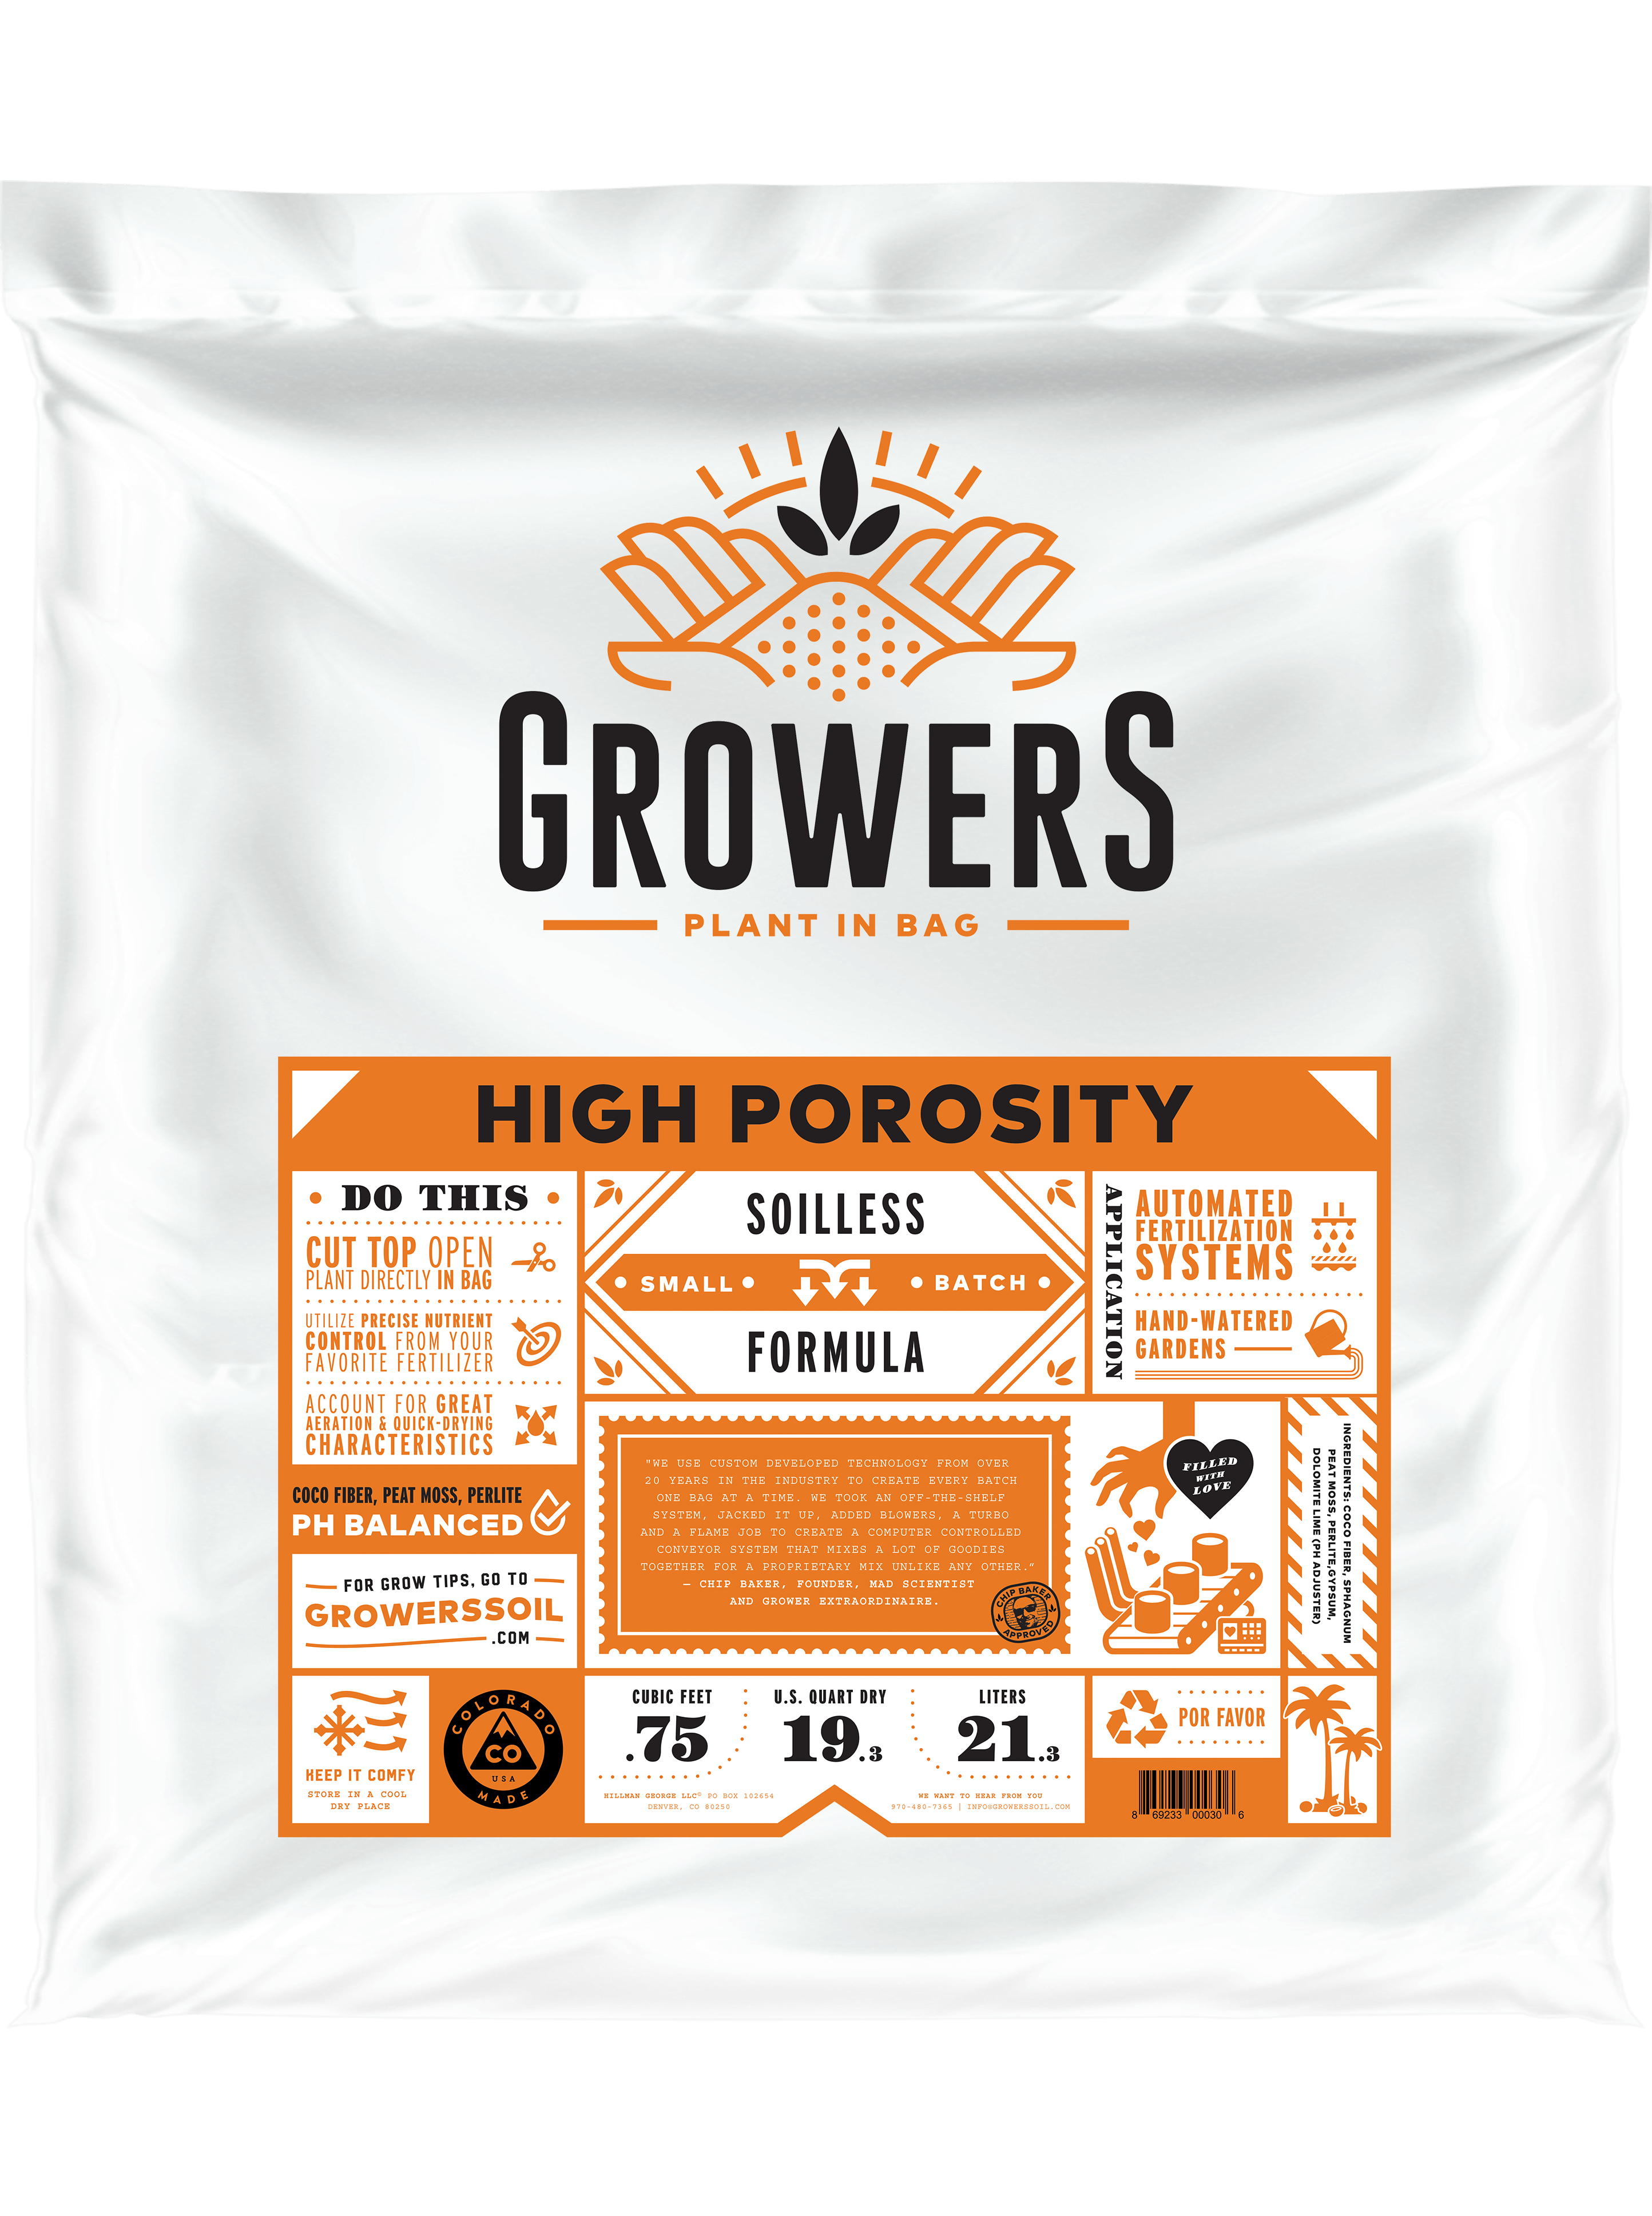 GROWERS
PLANT IN BAG
HIGH POROSITY
• DO THIS •
CUT TOP OPEN
PLANT DIRECTLY IN BAG
UTILIZE PRECISE NUTRIENT
CONTROL FROM YOUR
FAVORITE FERTILIZER
ACCOUNT FOR GREAT
AERATION & QUICK-DRYING
CHARACTERISTICS
COCO FIBER, PEAT MOSS, PERLITE
PH BALANCED
FOR GROW TIPS, GO TO
GROWERSSOIL
.COM
KEEP IT COMFY
STORE IN A COOL
DRY PLACE
COLORADO
CO
USA
MADE
SOILLESS
• SMALL • • BATCH •
FORMULA
"WE USE CUSTOM DEVELOPED TECHNOLOGY FROM OVER
20 YEARS IN THE INDUSTRY TO CREATE EVERY BATCH
ONE BAG AT A TIME. WE TOOK AN OFF-THE-SHELF
SYSTEM, JACKED IT UP, ADDED BLOWERS, A TURBO
AND A FLAME JOB TO CREATE A COMPUTER CONTROLLED
CONVEYOR SYSTEM THAT MIXES A LOT OF GOODIES
TOGETHER FOR A PROPRIETARY MIX UNLIKE ANY OTHER."
— CHIP BAKER, FOUNDER, MAD SCIENTIST
AND GROWER EXTRAORDINAIRE.
CHIP BAKER
APPROVED
CUBIC FEET
.75
U.S. QUART DRY
19.3
LITERS
21.3
HILLMAN GEORGE LLC® PO BOX 102654
DENVER, CO 80250
WE WANT TO HEAR FROM YOU
970-480-7365 | INFO@GROWERSSOIL.COM
APPLICATION
AUTOMATED
FERTILIZATION
SYSTEMS
HAND-WATERED
GARDENS
FILLED
WITH
LOVE
INGREDIENTS: COCO FIBER, SPHAGNUM
PEAT MOSS, PERLITE, GYPSUM,
DOLOMITE LIME (PH ADJUSTER)
POR FAVOR
8 69233 00030 6